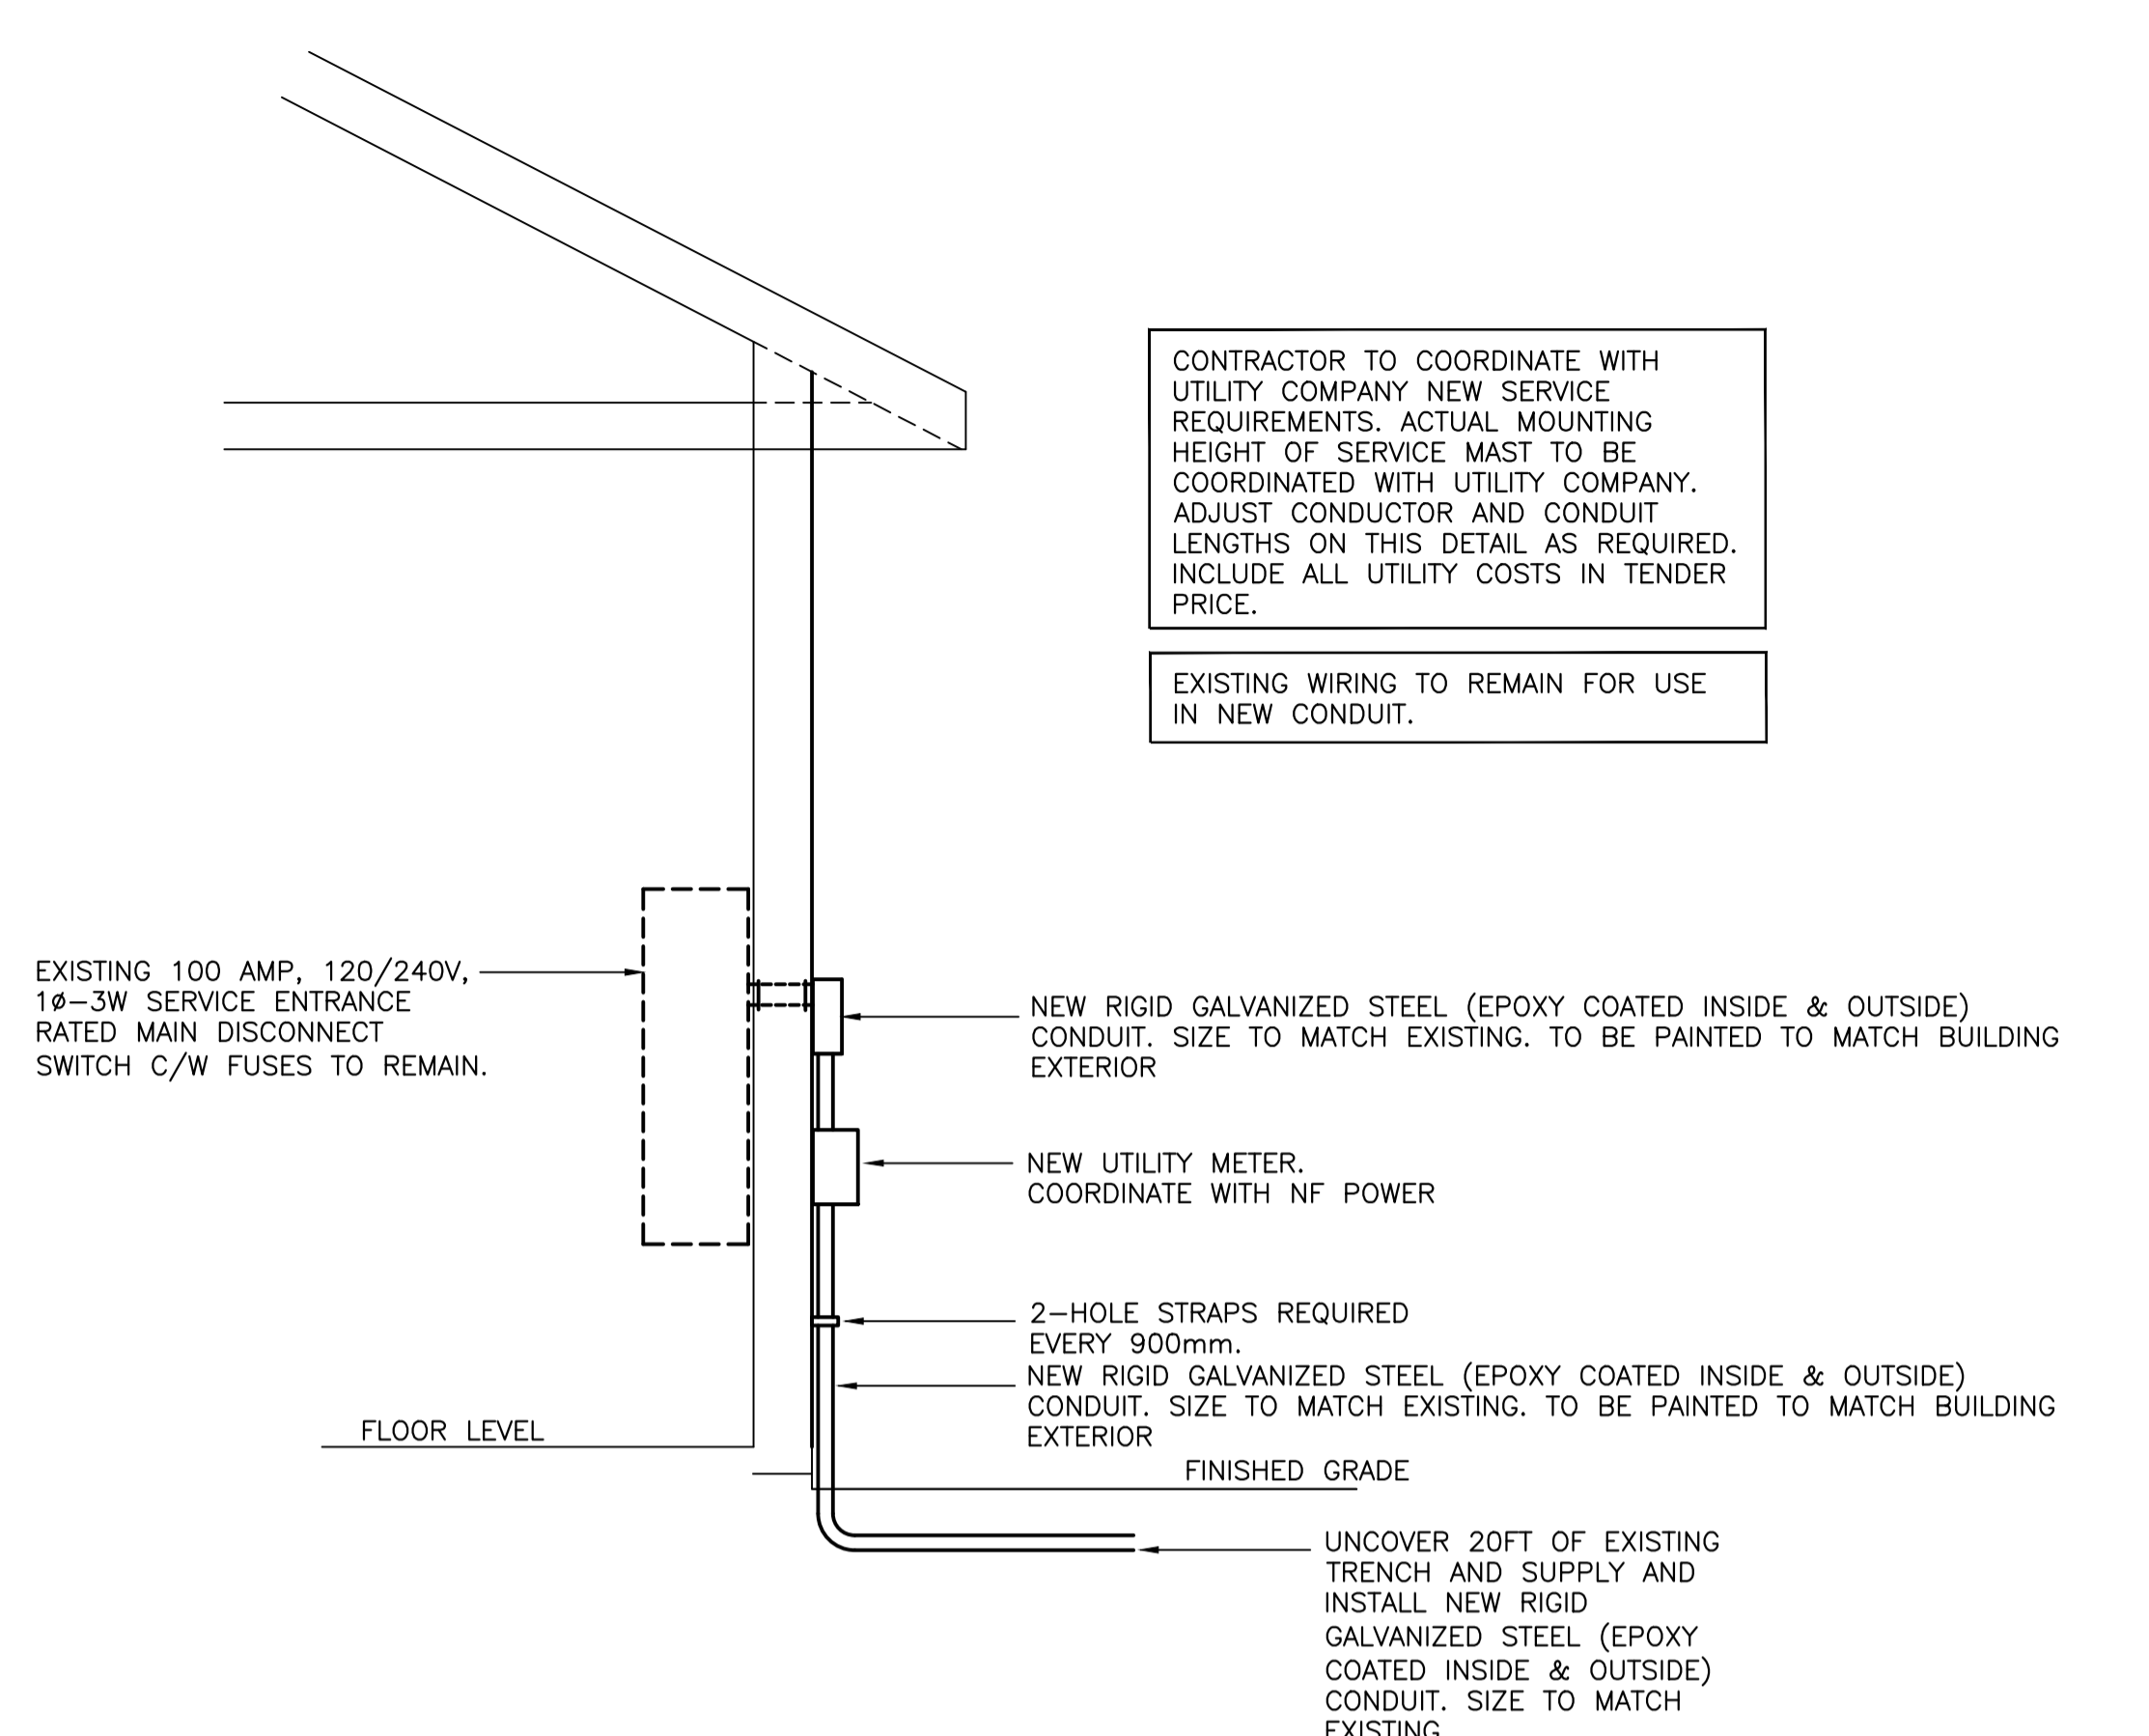 CONTRACTOR TO COORDINATE WITH
UTILITY COMPANY NEW SERVICE
REQUIREMENTS. ACTUAL MOUNTING
HEIGHT OF SERVICE MAST TO BE
COORDINATED WITH UTILITY COMPANY.
ADJUST CONDUCTOR AND CONDUIT
LENGTHS ON THIS DETAIL AS REQUIRED.
INCLUDE ALL UTILITY COSTS IN TENDER
PRICE.
EXISTING WIRING TO REMAIN FOR USE
IN NEW CONDUIT.
EXISTING 100 AMP, 120/240V,
1ø-3W SERVICE ENTRANCE
RATED MAIN DISCONNECT
SWITCH C/W FUSES TO REMAIN.
NEW RIGID GALVANIZED STEEL (EPOXY COATED INSIDE & OUTSIDE)
CONDUIT. SIZE TO MATCH EXISTING. TO BE PAINTED TO MATCH BUILDING
EXTERIOR
NEW UTILITY METER.
COORDINATE WITH NF POWER
2-HOLE STRAPS REQUIRED
EVERY 900mm.
NEW RIGID GALVANIZED STEEL (EPOXY COATED INSIDE & OUTSIDE)
CONDUIT. SIZE TO MATCH EXISTING. TO BE PAINTED TO MATCH BUILDING
EXTERIOR
FLOOR LEVEL
FINISHED GRADE
UNCOVER 20FT OF EXISTING
TRENCH AND SUPPLY AND
INSTALL NEW RIGID
GALVANIZED STEEL (EPOXY
COATED INSIDE & OUTSIDE)
CONDUIT. SIZE TO MATCH
EXISTING